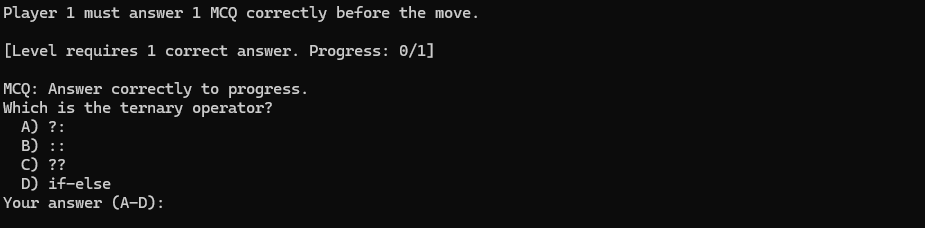 Player 1 must answer 1 MCQ correctly before the move.
[Level requires 1 correct answer. Progress: 0/1]
MCQ: Answer correctly to progress.
Which is the ternary operator?
A) ?:
B) ::
C) ??
D) if-else
Your answer (A-D):